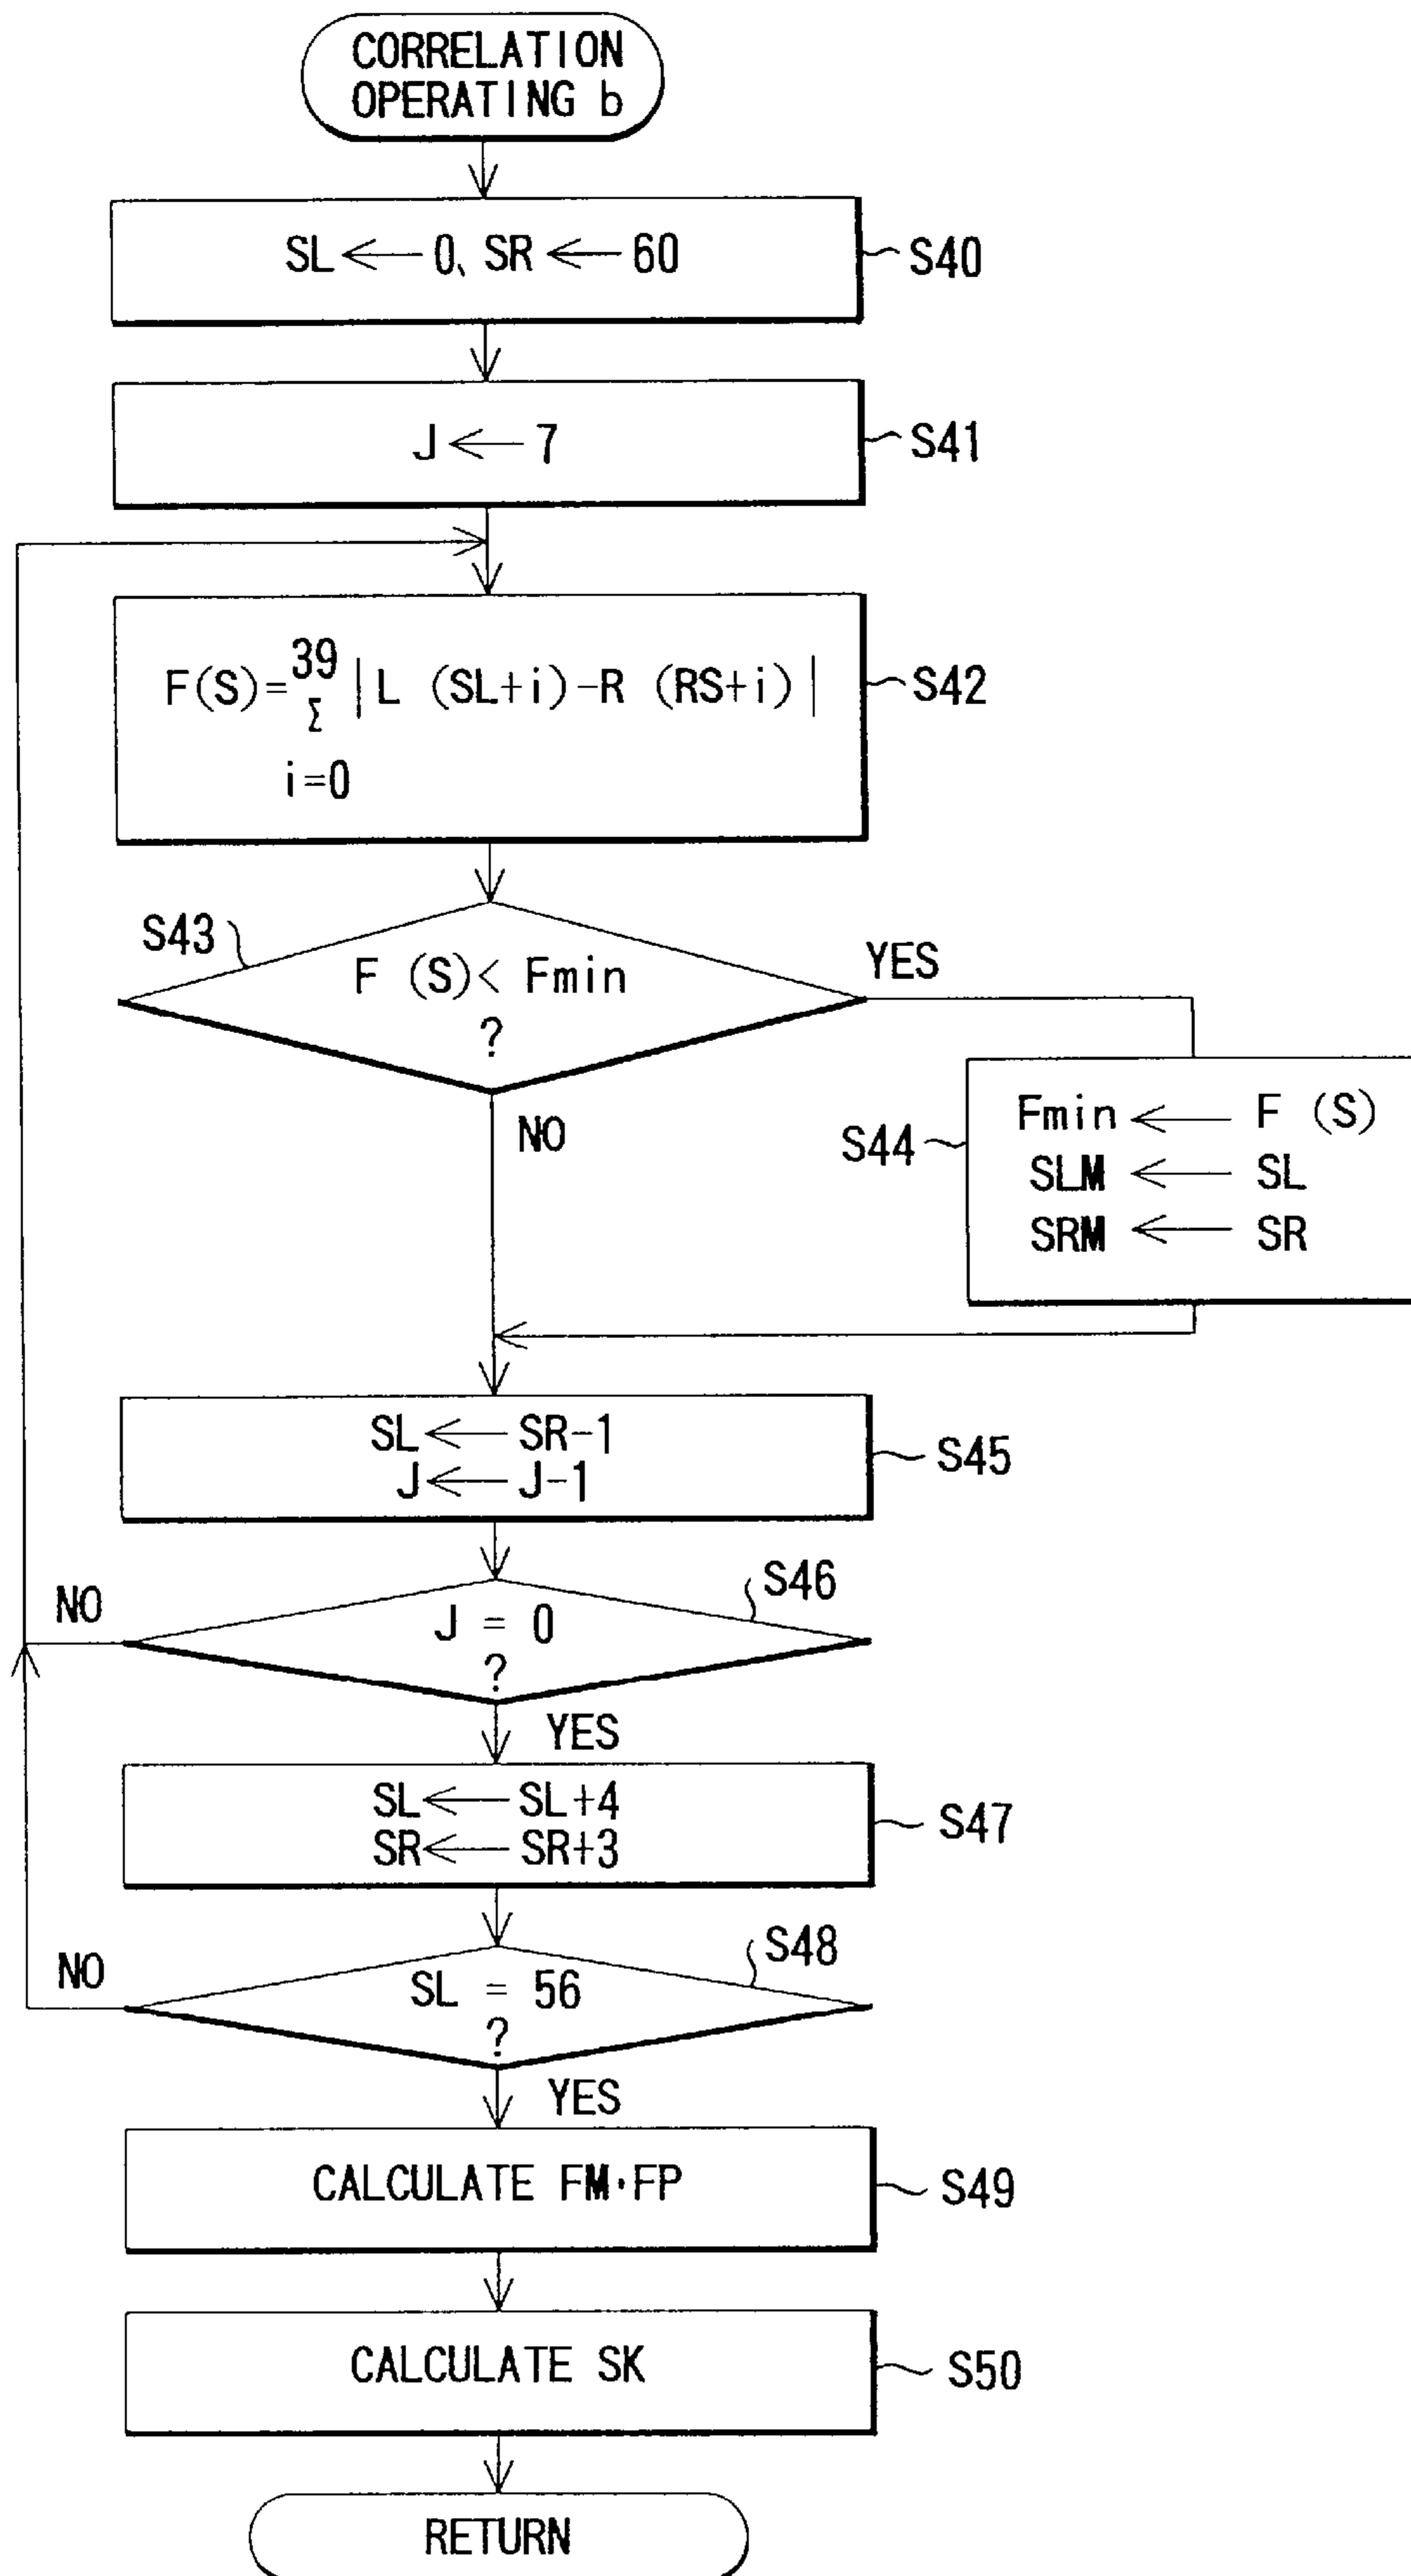 CORRELATION
OPERATING b
SL ← 0、SR ← 60
S40
J ← 7
S41
F(S)= 39 Σ i=0 |L (SL+i)-R (RS+i)|
S42
S43
F (S)< Fmin
?
YES
NO
S44
Fmin ← F (S)
SLM ← SL
SRM ← SR
SL ← SR-1
J ← J-1
S45
S46
NO
J = 0
?
YES
SL ← SL+4
SR ← SR+3
S47
S48
NO
SL = 56
?
YES
CALCULATE FM·FP
S49
CALCULATE SK
S50
RETURN